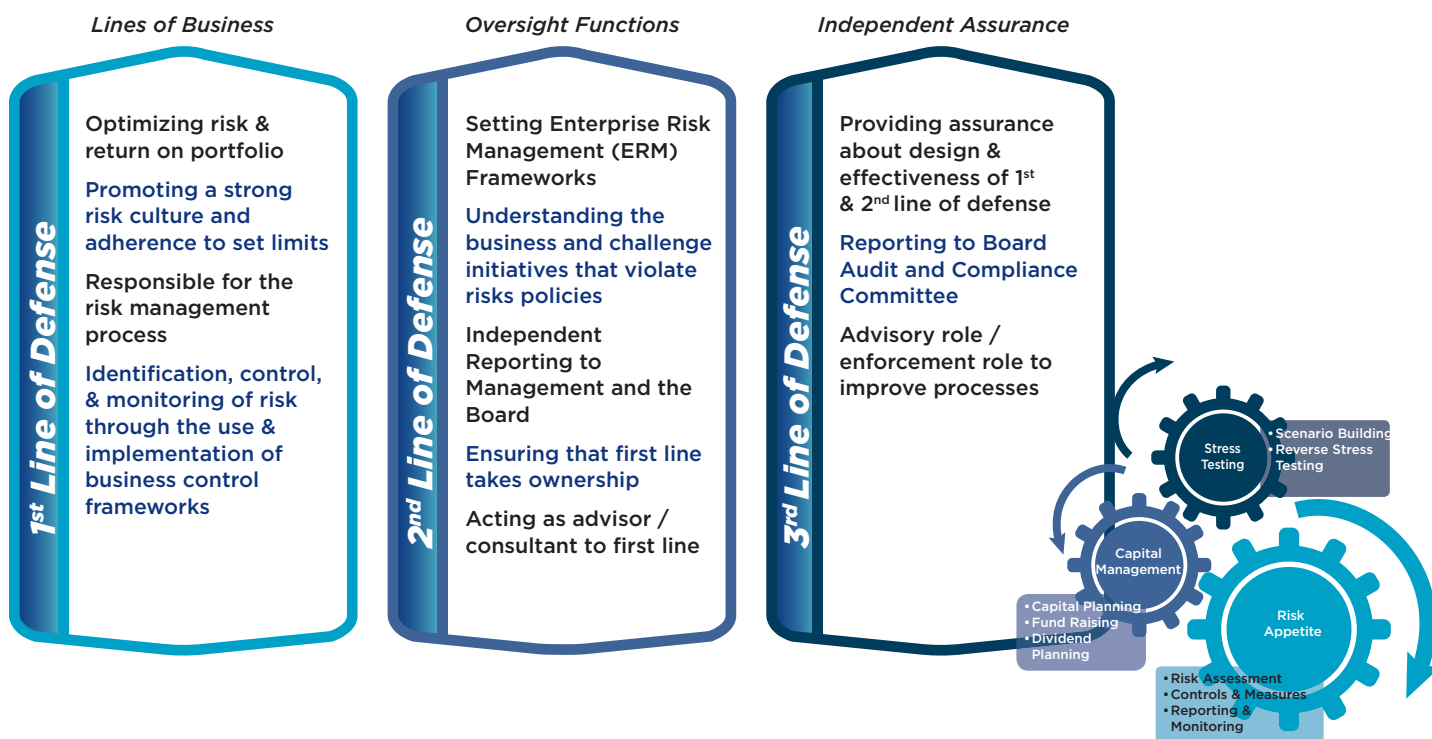 Lines of Business
1st Line of Defense
Optimizing risk &
return on portfolio
Promoting a strong
risk culture and
adherence to set limits
Responsible for the
risk management
process
Identification, control,
& monitoring of risk
through the use &
implementation of
business control
frameworks
Oversight Functions
2nd Line of Defense
Setting Enterprise Risk
Management (ERM)
Frameworks
Understanding the
business and challenge
initiatives that violate
risks policies
Independent
Reporting to
Management and the
Board
Ensuring that first line
takes ownership
Acting as advisor /
consultant to first line
Independent Assurance
3rd Line of Defense
Providing assurance
about design &
effectiveness of 1st
& 2nd line of defense
Reporting to Board
Audit and Compliance
Committee
Advisory role /
enforcement role to
improve processes
Stress
Testing
• Scenario Building
• Reverse Stress
Testing
Capital
Management
• Capital Planning
• Fund Raising
• Dividend
Planning
Risk
Appetite
• Risk Assessment
• Controls & Measures
• Reporting &
Monitoring